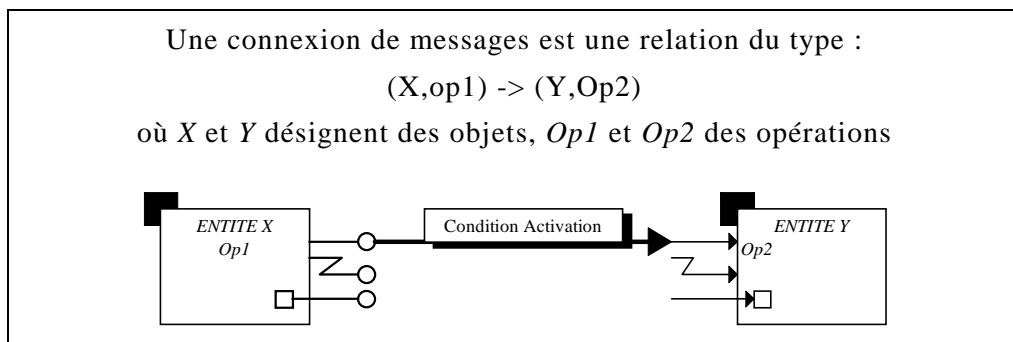 Une connexion de messages est une relation du type :
(X,op1) -> (Y,Op2)
où X et Y désignent des objets, Op1 et Op2 des opérations
ENTITE X
Op1
Condition Activation
ENTITE Y
Op2